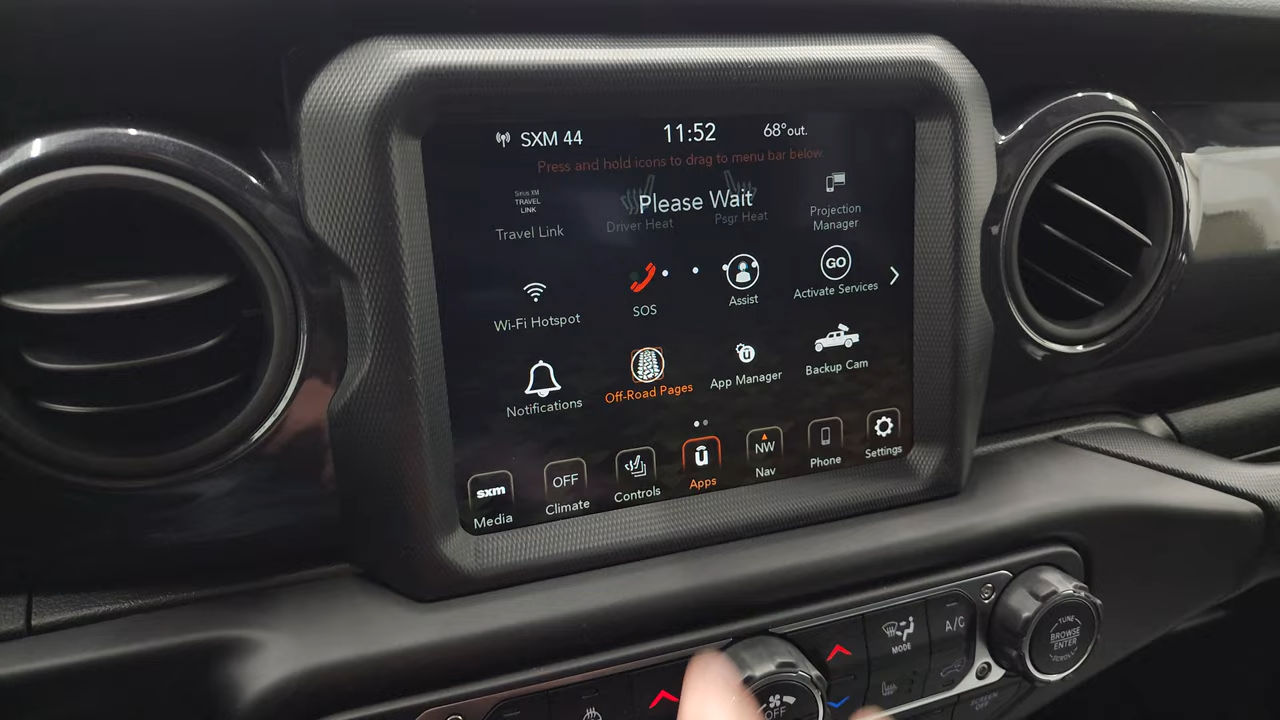 SXM 44
11:52
68°out.
Press and hold icons to drag to menu bar below.
Please Wait
Sirius XM
TRAVEL
LINK
Travel Link
Driver Heat
Psgr Heat
Projection
Manager
Wi-Fi Hotspot
SOS
Assist
GO
Activate Services
Notifications
Off-Road Pages
App Manager
Backup Cam
sxm
Media
OFF
Climate
Controls
Apps
NW
Nav
Phone
Settings
MODE
A/C
TUNE
BROWSE
ENTER
SCROLL
OFF
SCREEN
OFF